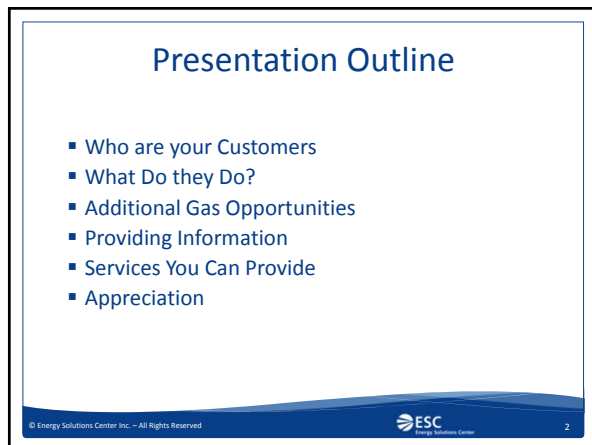 Presentation Outline
▪ Who are your Customers
▪ What Do they Do?
▪ Additional Gas Opportunities
▪ Providing Information
▪ Services You Can Provide
▪ Appreciation
© Energy Solutions Center Inc. – All Rights Reserved
ESC
Energy Solutions Center
2